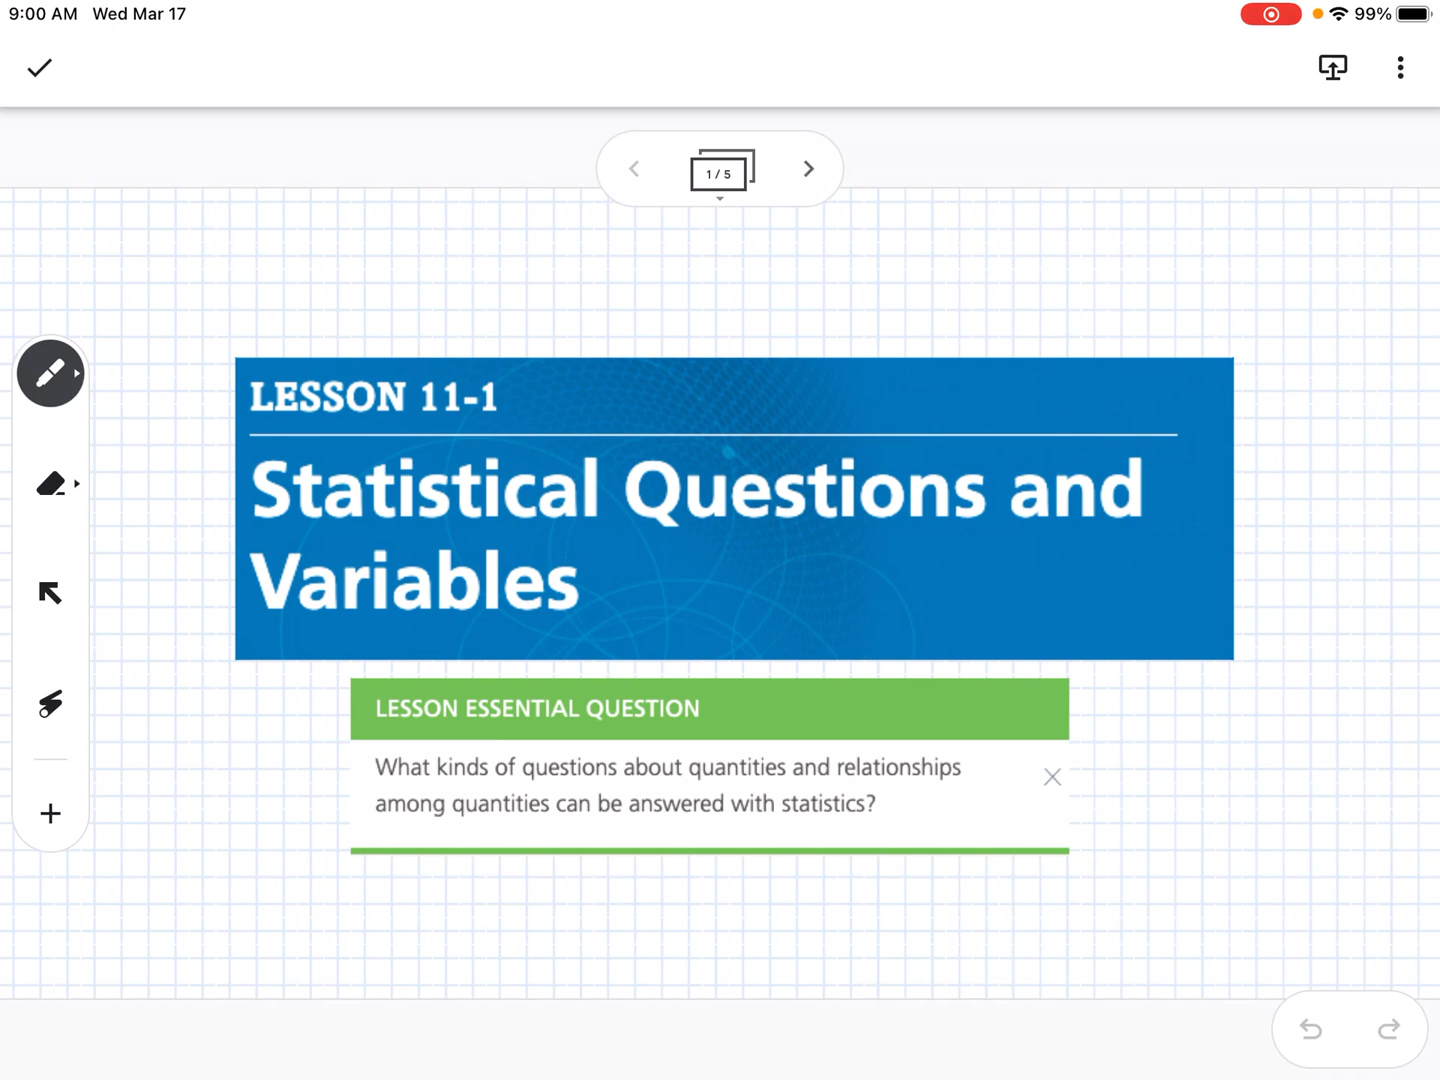 9:00 AM Wed Mar 17
99%
1 / 5
LESSON 11-1
Statistical Questions and
Variables
LESSON ESSENTIAL QUESTION
What kinds of questions about quantities and relationships
among quantities can be answered with statistics?